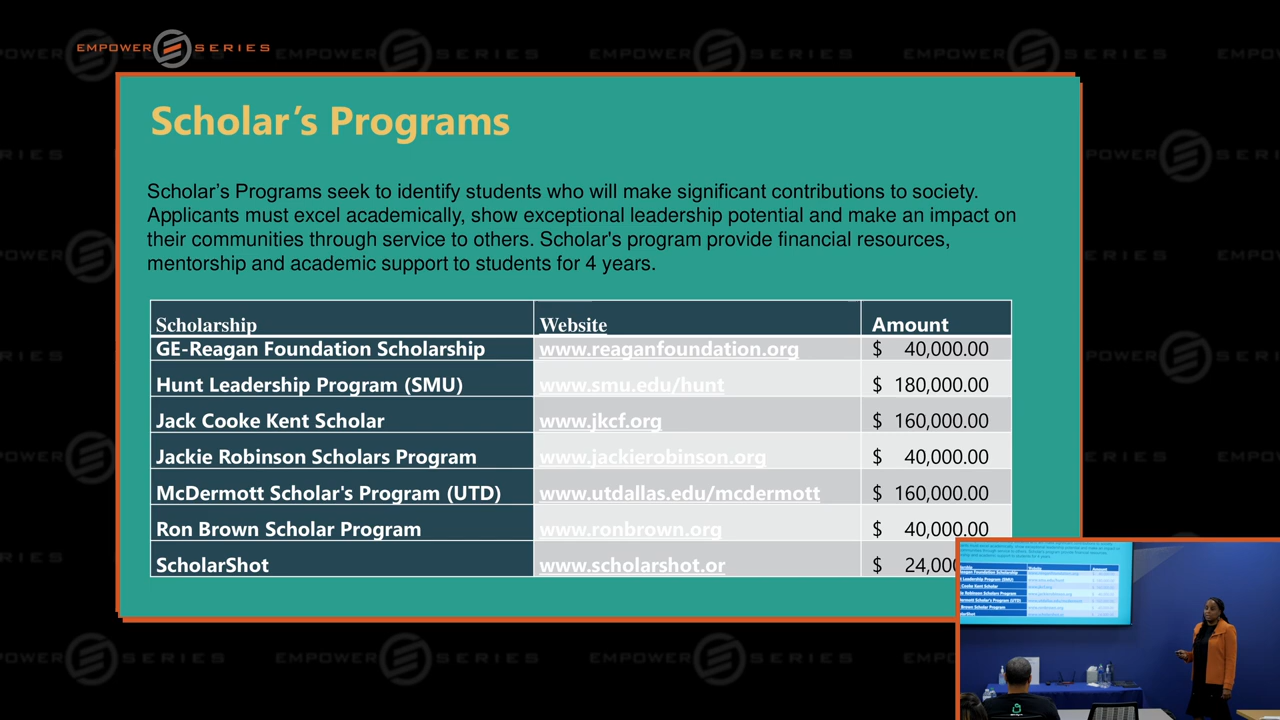 EMPOWER SERIES
Scholar's Programs
Scholar's Programs seek to identify students who will make significant contributions to society.
Applicants must excel academically, show exceptional leadership potential and make an impact on
their communities through service to others. Scholar's program provide financial resources,
mentorship and academic support to students for 4 years.
Scholarship Website Amount
GE-Reagan Foundation Scholarship www.reaganfoundation.org $ 40,000.00
Hunt Leadership Program (SMU) www.smu.edu/hunt $ 180,000.00
Jack Cooke Kent Scholar www.jkcf.org $ 160,000.00
Jackie Robinson Scholars Program www.jackierobinson.org $ 40,000.00
McDermott Scholar's Program (UTD) www.utdallas.edu/mcdermott $ 160,000.00
Ron Brown Scholar Program www.ronbrown.org $ 40,000.00
ScholarShot www.scholarshot.or $ 24,000